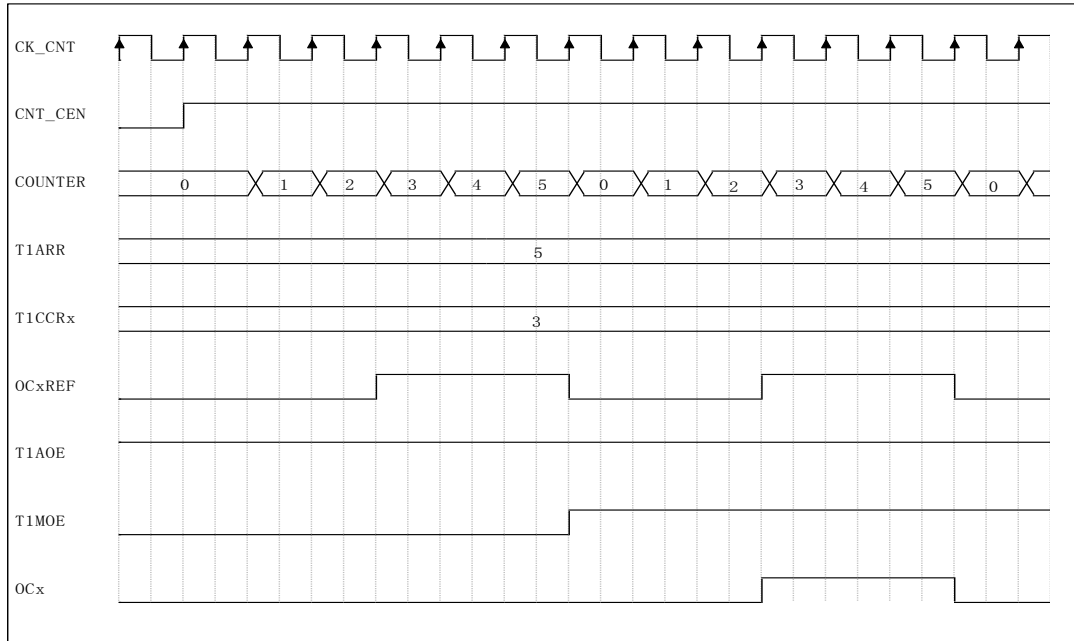 CK_CNT
CNT_CEN
COUNTER 0 1 2 3 4 5 0 1 2 3 4 5 0
T1ARR 5
T1CCRx 3
OCxREF
T1AOE
T1MOE
OCx